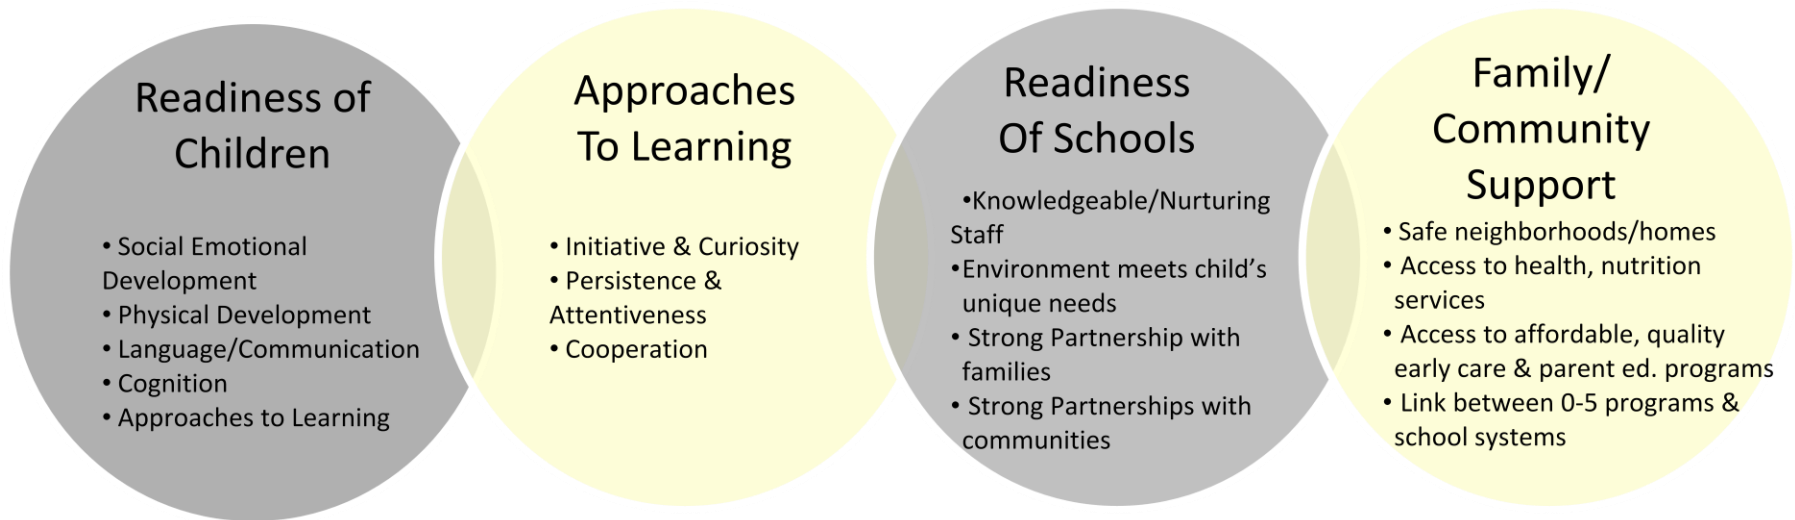 Readiness of
Children
• Social Emotional
Development
• Physical Development
• Language/Communication
• Cognition
• Approaches to Learning
Approaches
To Learning
• Initiative & Curiosity
• Persistence &
Attentiveness
• Cooperation
Readiness
Of Schools
•Knowledgeable/Nurturing
Staff
•Environment meets child's
unique needs
• Strong Partnership with
families
• Strong Partnerships with
communities
Family/
Community
Support
• Safe neighborhoods/homes
• Access to health, nutrition
services
• Access to affordable, quality
early care & parent ed. programs
• Link between 0-5 programs &
school systems